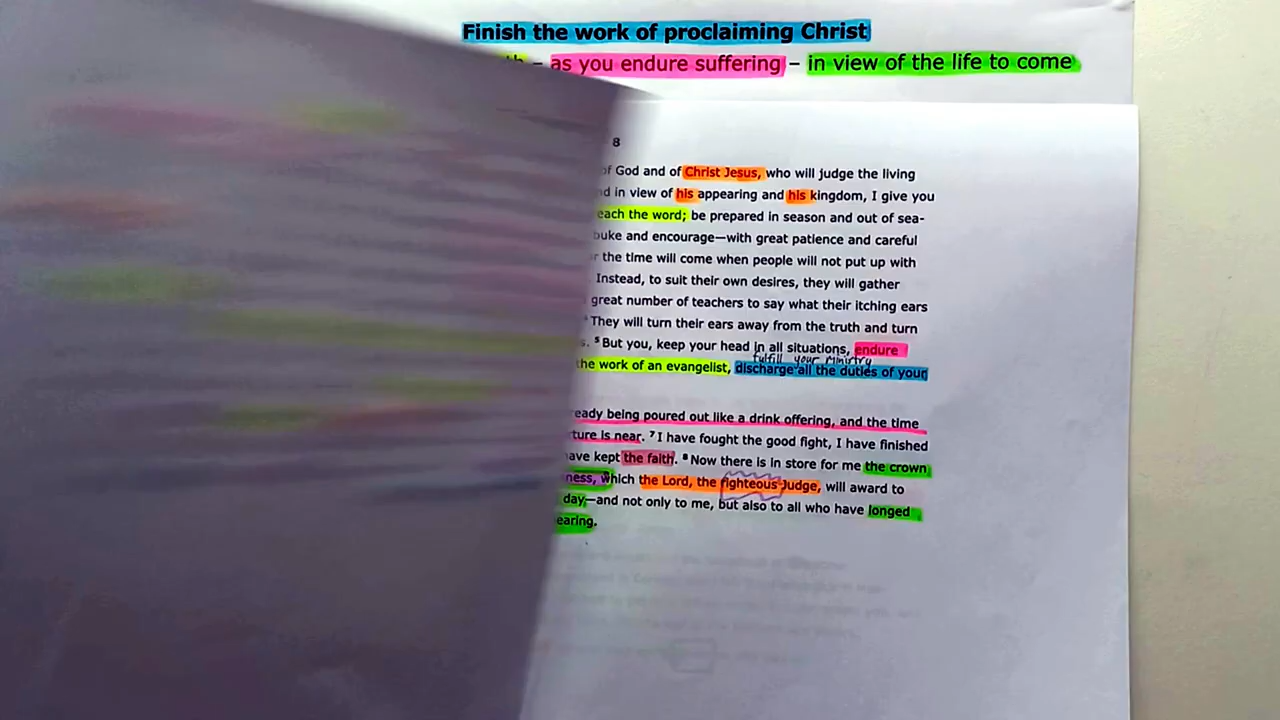 Finish the work of proclaiming Christ
– as you endure suffering – in view of the life to come
8
of God and of Christ Jesus, who will judge the living
in view of his appearing and his kingdom, I give you
the word; be prepared in season and out of sea-
and encourage—with great patience and careful
the time will come when people will not put up with
Instead, to suit their own desires, they will gather
great number of teachers to say what their itching ears
4 They will turn their ears away from the truth and turn
5 But you, keep your head in all situations, endure
fulfill your ministry
the work of an evangelist, discharge all the duties of your
being poured out like a drink offering, and the time
is near. 7 I have fought the good fight, I have finished
have kept the faith. 8 Now there is in store for me the crown
which the Lord, the righteous Judge, will award to
day—and not only to me, but also to all who have longed